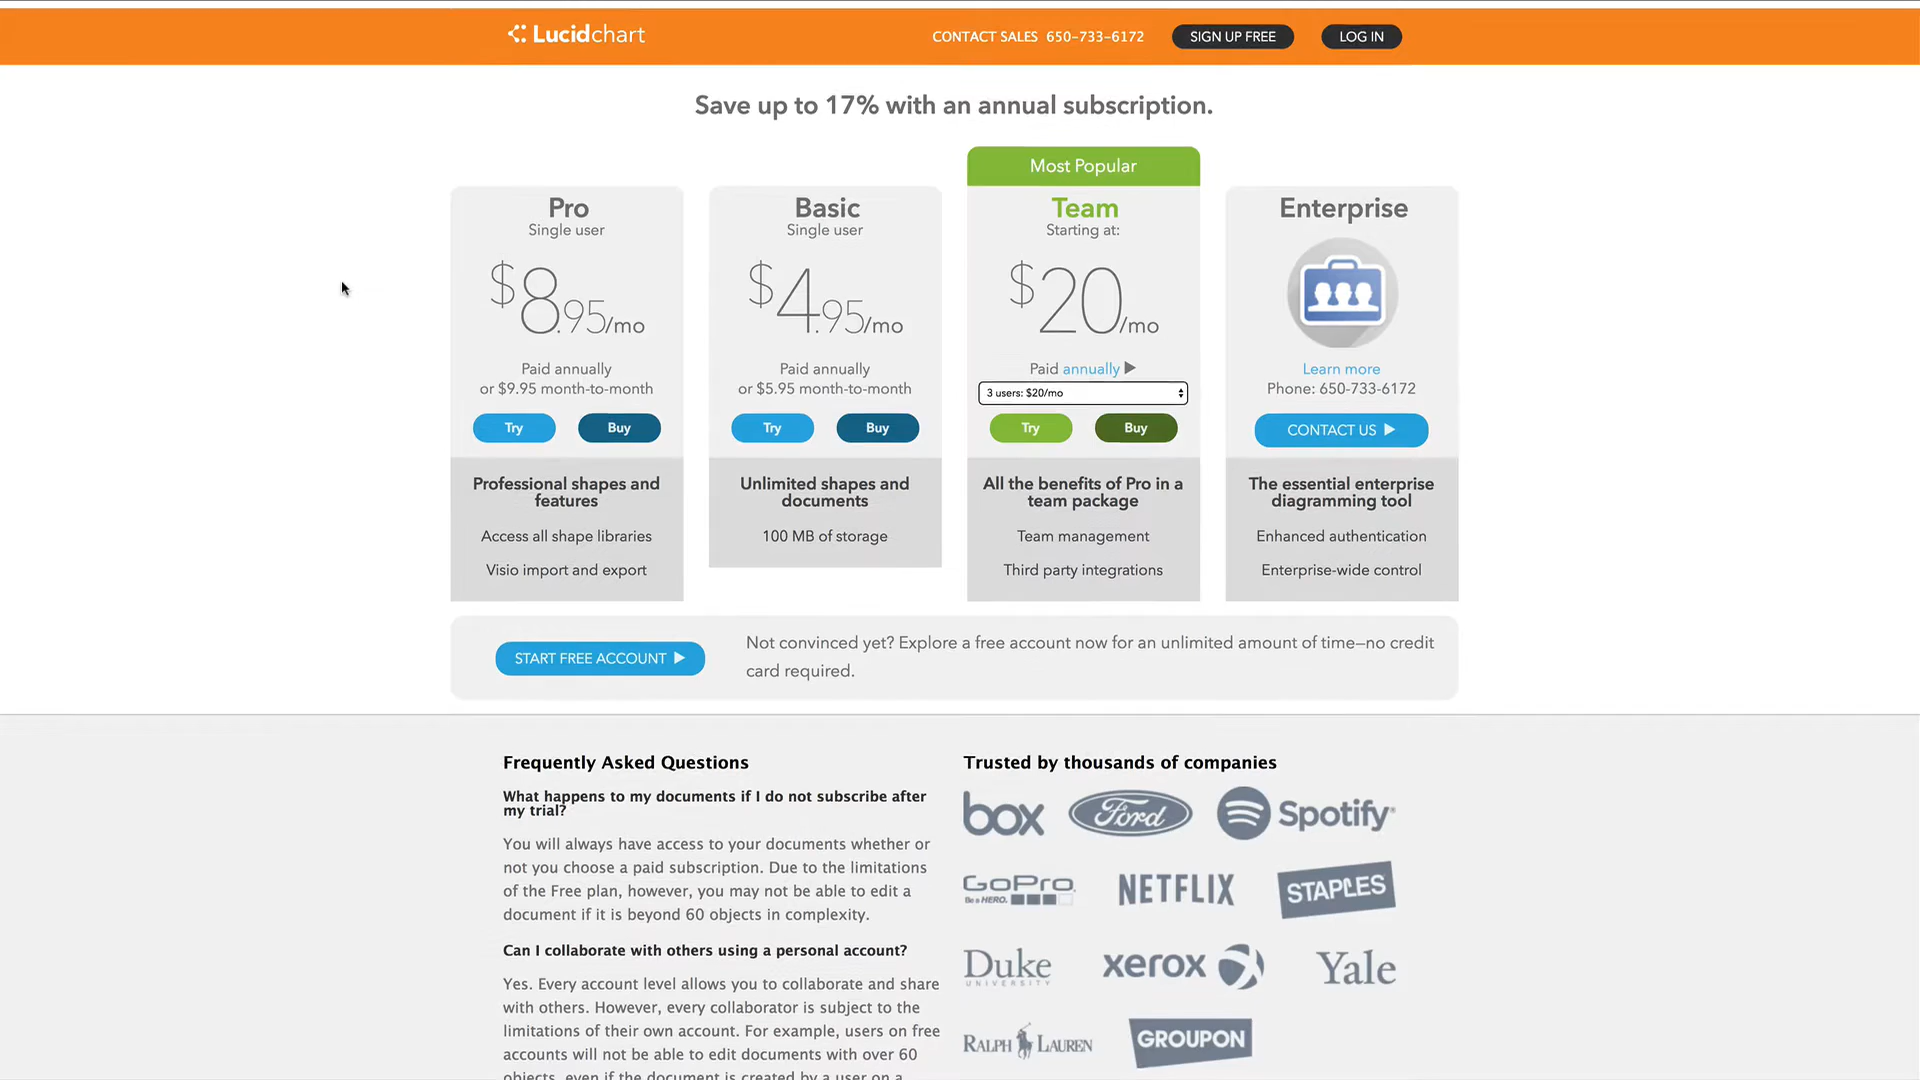 Lucidchart
CONTACT SALES 650-733-6172
SIGN UP FREE
LOG IN
Save up to 17% with an annual subscription.
Pro
Single user
$8.95/mo
Paid annually
or $9.95 month-to-month
Try
Buy
Professional shapes and
features
Access all shape libraries
Visio import and export
Basic
Single user
$4.95/mo
Paid annually
or $5.95 month-to-month
Try
Buy
Unlimited shapes and
documents
100 MB of storage
Most Popular
Team
Starting at:
$20/mo
Paid annually
3 users: $20/mo
Try
Buy
All the benefits of Pro in a
team package
Team management
Third party integrations
Enterprise
Learn more
Phone: 650-733-6172
CONTACT US
The essential enterprise
diagramming tool
Enhanced authentication
Enterprise-wide control
START FREE ACCOUNT
Not convinced yet? Explore a free account now for an unlimited amount of time—no credit
card required.
Frequently Asked Questions
What happens to my documents if I do not subscribe after
my trial?
You will always have access to your documents whether or
not you choose a paid subscription. Due to the limitations
of the Free plan, however, you may not be able to edit a
document if it is beyond 60 objects in complexity.
Can I collaborate with others using a personal account?
Yes. Every account level allows you to collaborate and share
with others. However, every collaborator is subject to the
limitations of their own account. For example, users on free
accounts will not be able to edit documents with over 60
objects, even if the document is created by a user on a
Trusted by thousands of companies
box
Ford
Spotify
GoPro
Be a HERO.
NETFLIX
STAPLES
Duke
UNIVERSITY
xerox
Yale
RALPH LAUREN
GROUPON